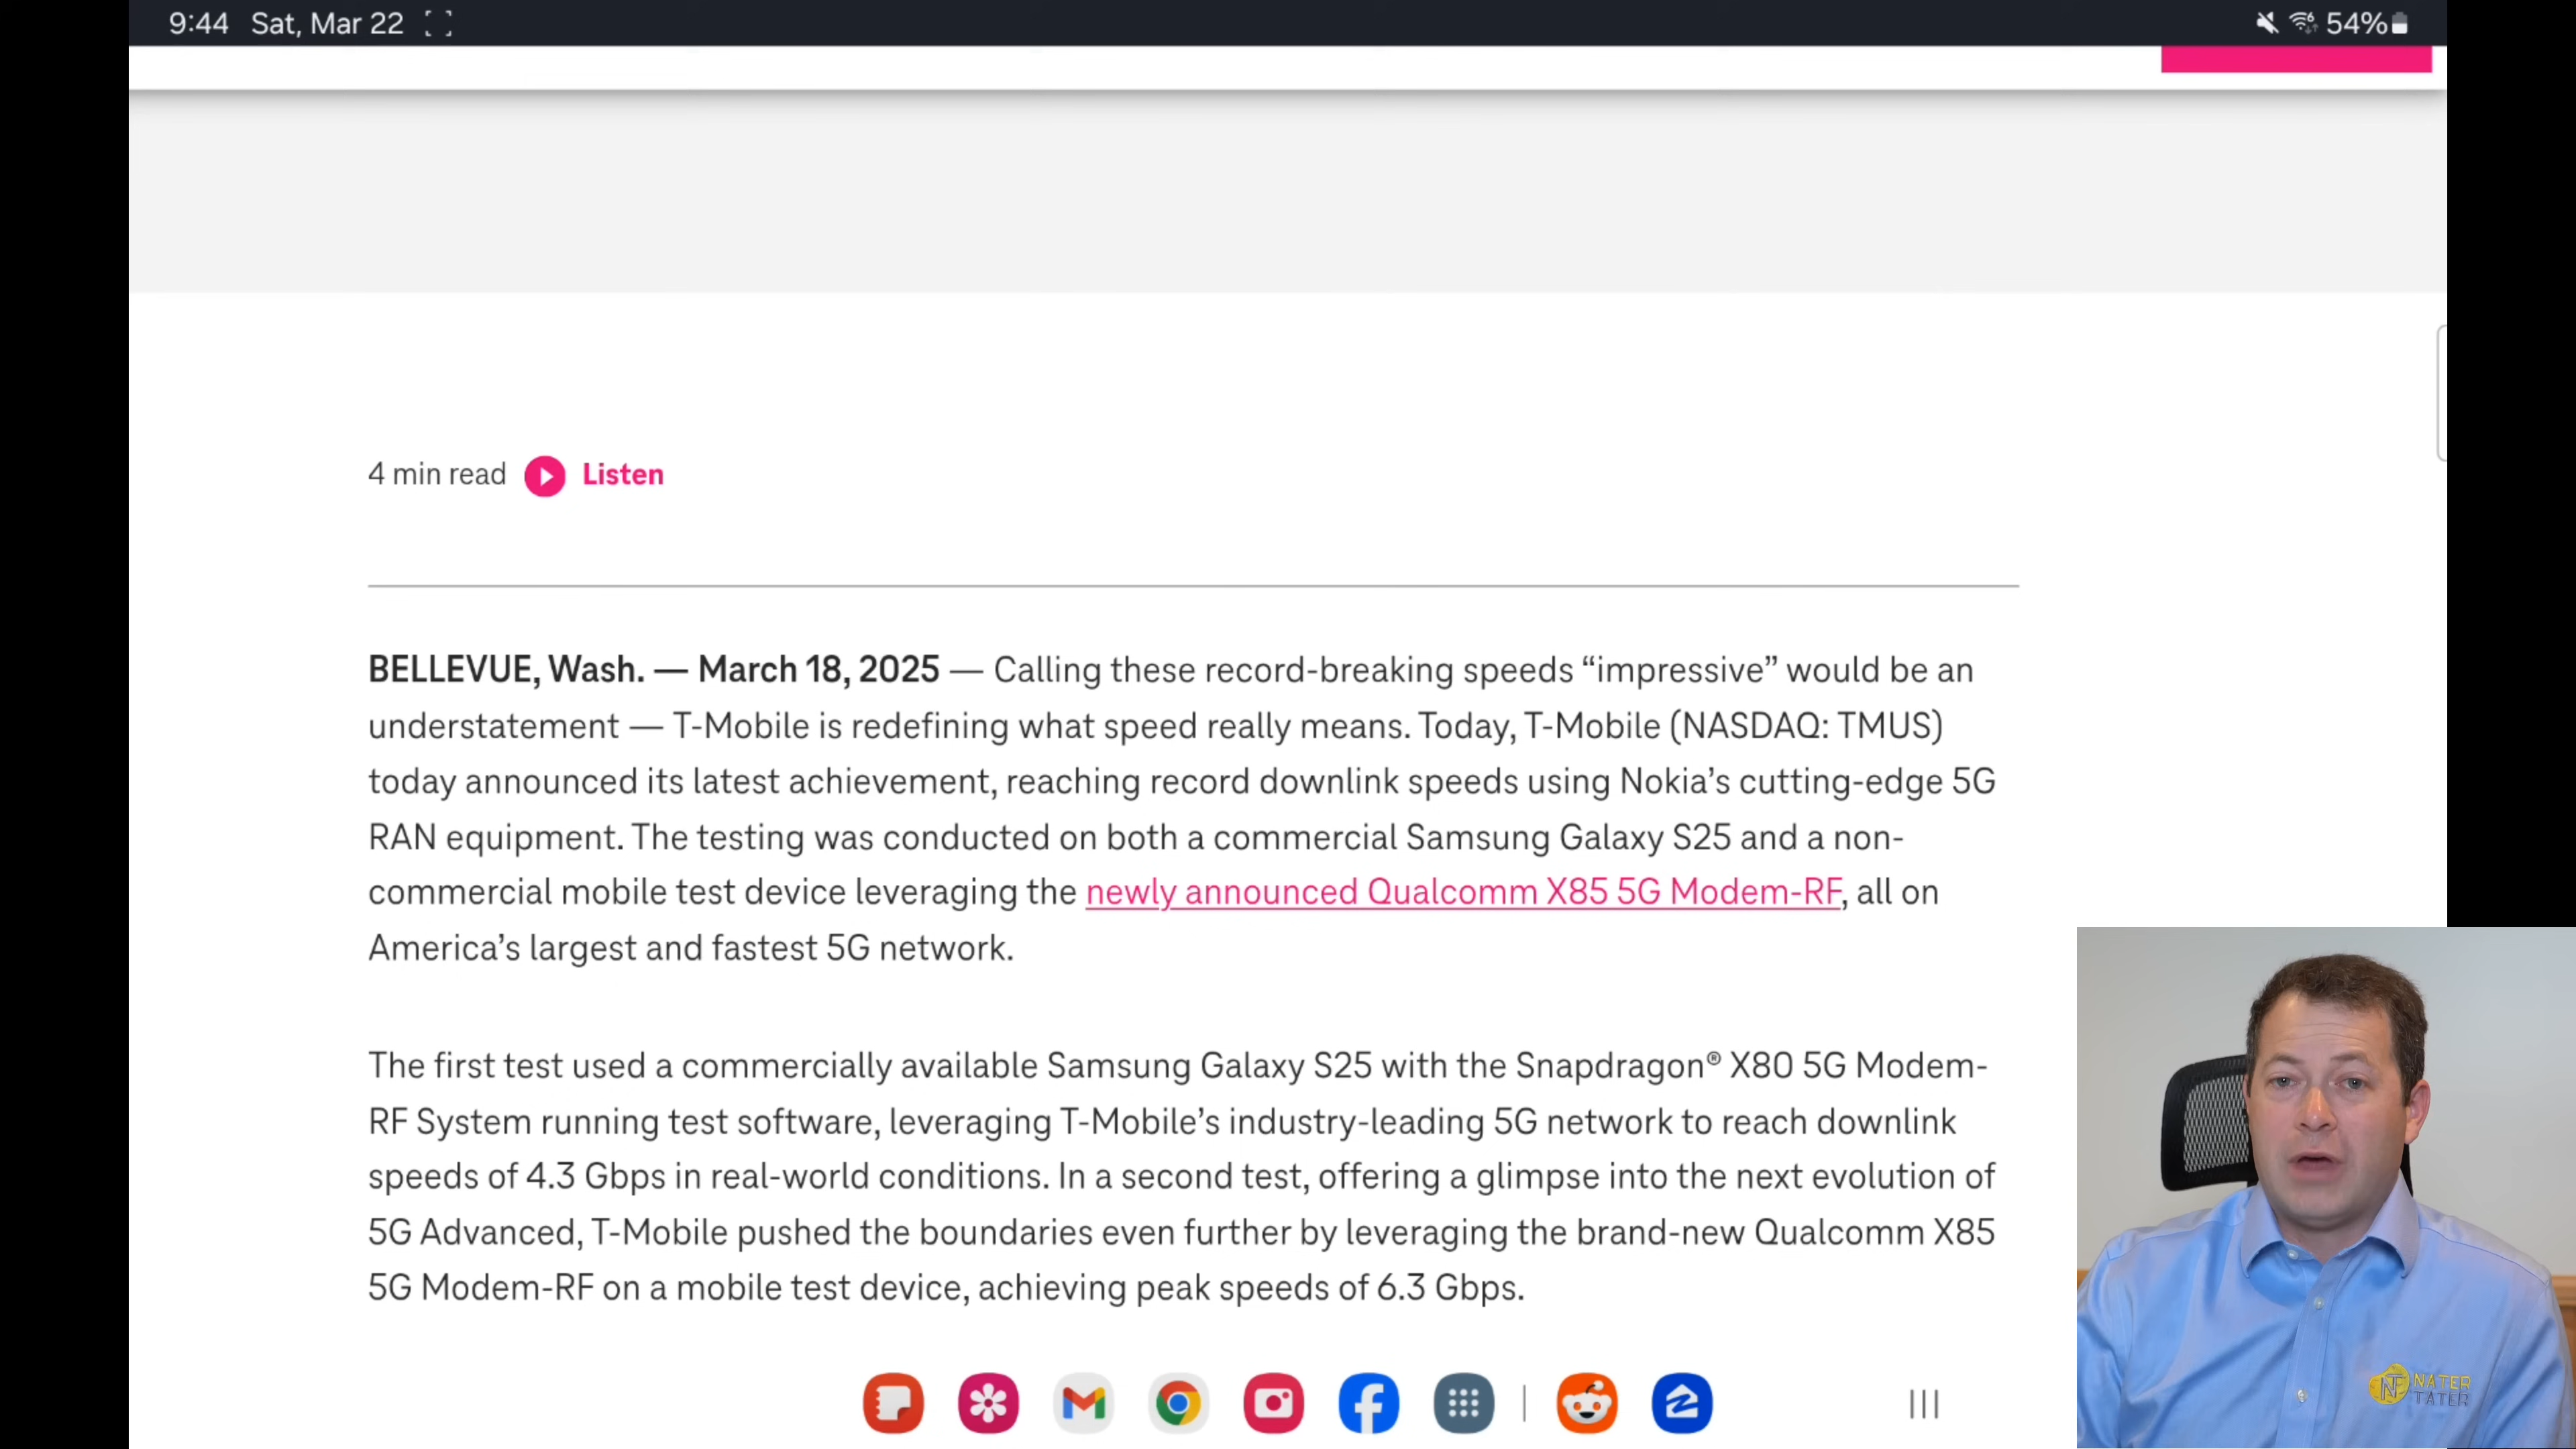 9:44 Sat, Mar 22
54%
4 min read Listen
BELLEVUE, Wash. — March 18, 2025 — Calling these record-breaking speeds “impressive” would be an
understatement — T-Mobile is redefining what speed really means. Today, T-Mobile (NASDAQ: TMUS)
today announced its latest achievement, reaching record downlink speeds using Nokia’s cutting-edge 5G
RAN equipment. The testing was conducted on both a commercial Samsung Galaxy S25 and a non-
commercial mobile test device leveraging the newly announced Qualcomm X85 5G Modem-RF, all on
America’s largest and fastest 5G network.
The first test used a commercially available Samsung Galaxy S25 with the Snapdragon® X80 5G Modem-
RF System running test software, leveraging T-Mobile’s industry-leading 5G network to reach downlink
speeds of 4.3 Gbps in real-world conditions. In a second test, offering a glimpse into the next evolution of
5G Advanced, T-Mobile pushed the boundaries even further by leveraging the brand-new Qualcomm X85
5G Modem-RF on a mobile test device, achieving peak speeds of 6.3 Gbps.
NATER
TATER